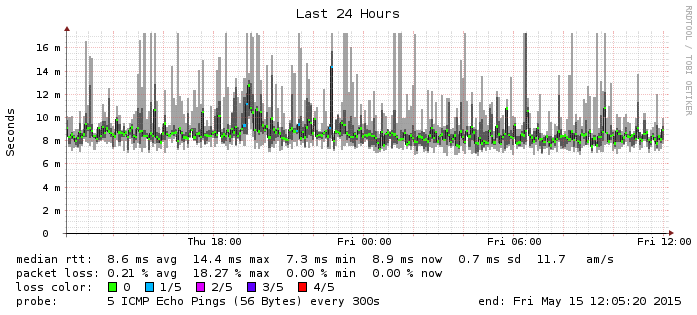 Last 24 Hours
RRDTOOL / TOBI OETIKER
Seconds
16 m
14 m
12 m
10 m
8 m
6 m
4 m
2 m
0
Thu 18:00 Fri 00:00 Fri 06:00 Fri 12:00
median rtt: 8.6 ms avg 14.4 ms max 7.3 ms min 8.9 ms now 0.7 ms sd 11.7 am/s
packet loss: 0.21 % avg 18.27 % max 0.00 % min 0.00 % now
loss color: 0 1/5 2/5 3/5 4/5
probe: 5 ICMP Echo Pings (56 Bytes) every 300s end: Fri May 15 12:05:20 2015